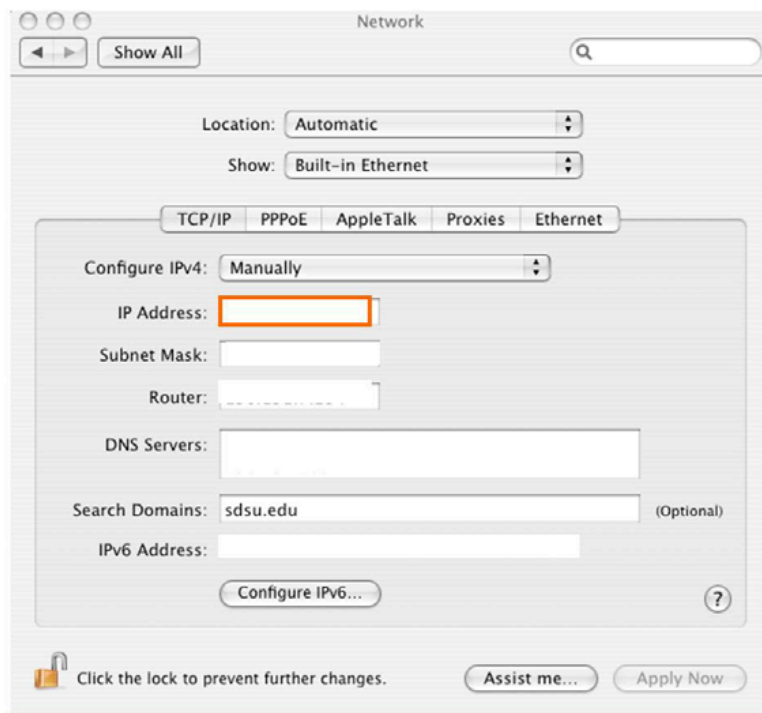 Network
Show All
Location: Automatic
Show: Built-in Ethernet
TCP/IP PPPoE AppleTalk Proxies Ethernet
Configure IPv4: Manually
IP Address:
Subnet Mask:
Router:
DNS Servers:
Search Domains: sdsu.edu (Optional)
IPv6 Address:
Configure IPv6...
?
Click the lock to prevent further changes. Assist me... Apply Now